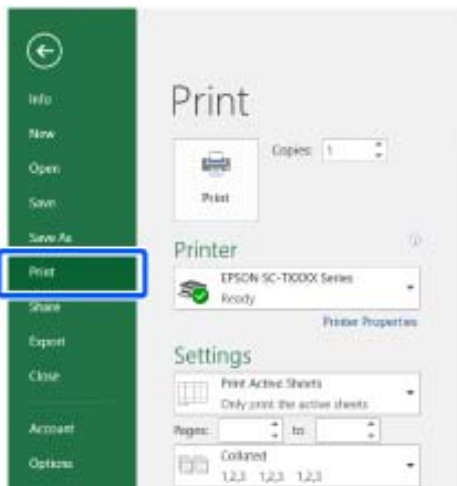 Info
New
Open
Save
Save As
Print
Share
Export
Close
Account
Options
Print
Copies: 1
Print
Printer
EPSON SC-TXXXX Series
Ready
Printer Properties
Settings
Print Active Sheets
Only print the active sheets
Pages: to:
Collated
1,2,3 1,2,3 1,2,3